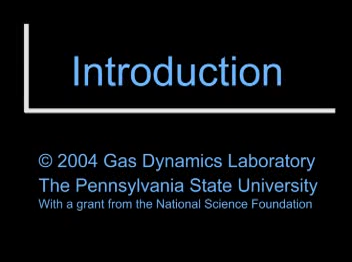 Introduction
© 2004 Gas Dynamics Laboratory
The Pennsylvania State University
With a grant from the National Science Foundation